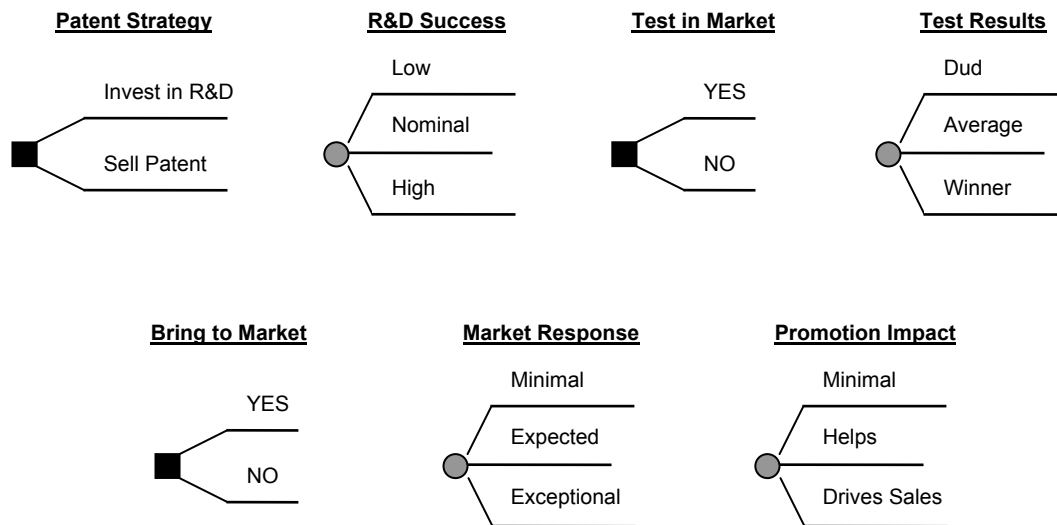 Patent Strategy
R&D Success
Test in Market
Test Results
Invest in R&D
Sell Patent
Low
Nominal
High
YES
NO
Dud
Average
Winner
Bring to Market
Market Response
Promotion Impact
YES
NO
Minimal
Expected
Exceptional
Minimal
Helps
Drives Sales